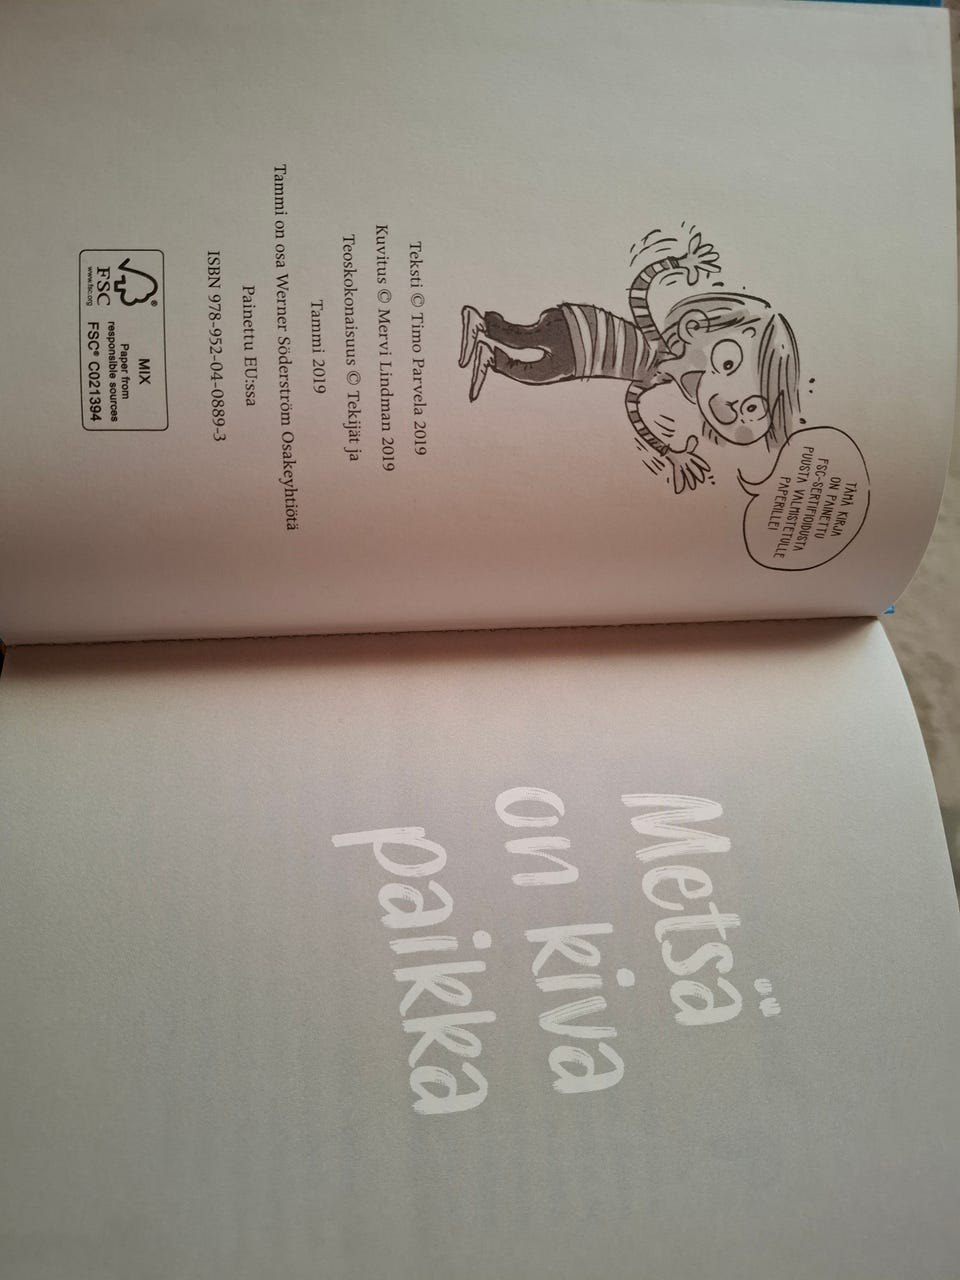 TÄMÄ KIRJA
ON PAINETTU
FSC-SERTIFIOIDUSTA
PUUSTA VALMISTETULLE
PAPERILLE!
Teksti © Timo Parvela 2019
Kuvitus © Mervi Lindman 2019
Teoskokonaisuus © Tekijät ja
Tammi 2019
Tammi on osa Werner Söderström Osakeyhtiötä
Painettu EU:ssa
ISBN 978-952-04-0889-3
®
FSC
www.fsc.org
MIX
Paper from
responsible sources
FSC® C021394
Metsä
on kiva
paikka